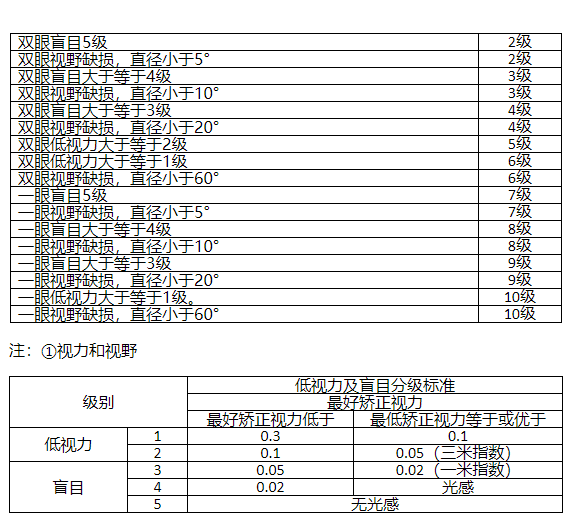 双眼盲目5级 2级
双眼视野缺损，直径小于5° 2级
双眼盲目大于等于4级 3级
双眼视野缺损，直径小于10° 3级
双眼盲目大于等于3级 4级
双眼视野缺损，直径小于20° 4级
双眼低视力大于等于2级 5级
双眼低视力大于等于1级 6级
双眼视野缺损，直径小于60° 6级
一眼盲目5级 7级
一眼视野缺损，直径小于5° 7级
一眼盲目大于等于4级 8级
一眼视野缺损，直径小于10° 8级
一眼盲目大于等于3级 9级
一眼视野缺损，直径小于20° 9级
一眼低视力大于等于1级。 10级
一眼视野缺损，直径小于60° 10级
注：①视力和视野
级别 低视力及盲目分级标准
最好矫正视力
最好矫正视力低于 最低矫正视力等于或优于
低视力 1 0.3 0.1
2 0.1 0.05（三米指数）
盲目 3 0.05 0.02（一米指数）
4 0.02 光感
5 无光感